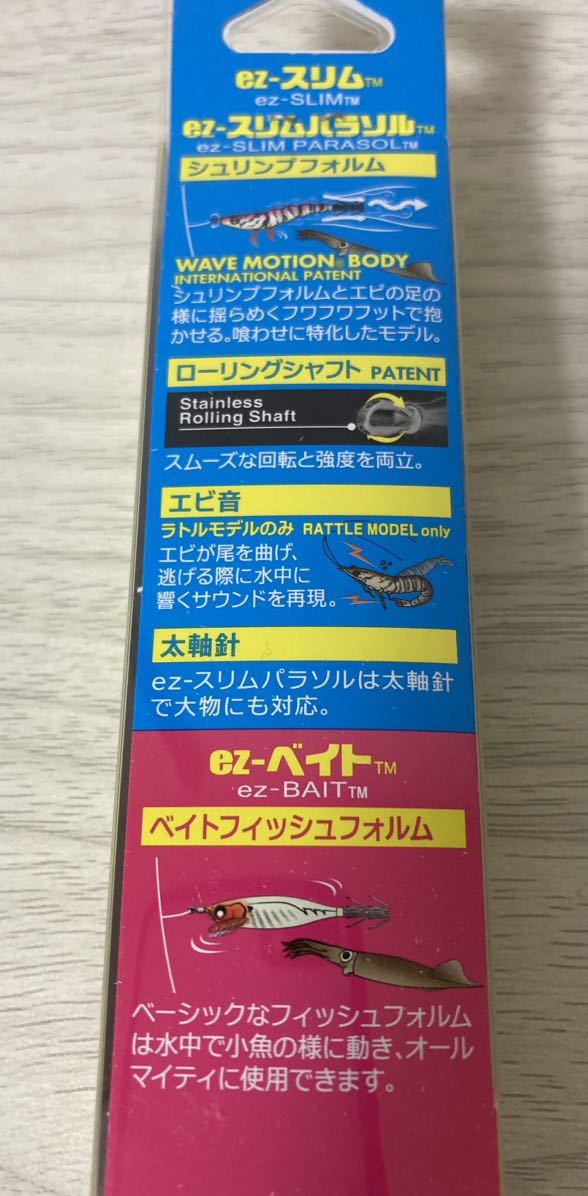 ez-スリム™
ez-SLIM™
ez-スリムパラソル™
ez-SLIM PARASOL™
シュリンプフォルム
WAVE MOTION® BODY
INTERNATIONAL PATENT
シュリンプフォルムとエビの足の
様に揺らめくフワフワフットで抱
かせる。喰わせに特化したモデル。
ローリングシャフト PATENT
Stainless
Rolling Shaft
スムーズな回転と強度を両立。
エビ音
ラトルモデルのみ RATTLE MODEL only
エビが尾を曲げ、
逃げる際に水中に
響くサウンドを再現。
太軸針
ez-スリムパラソルは太軸針
で大物にも対応。
ez-ベイト™
ez-BAIT™
ベイトフィッシュフォルム
ベーシックなフィッシュフォルム
は水中で小魚の様に動き、オール
マイティに使用できます。